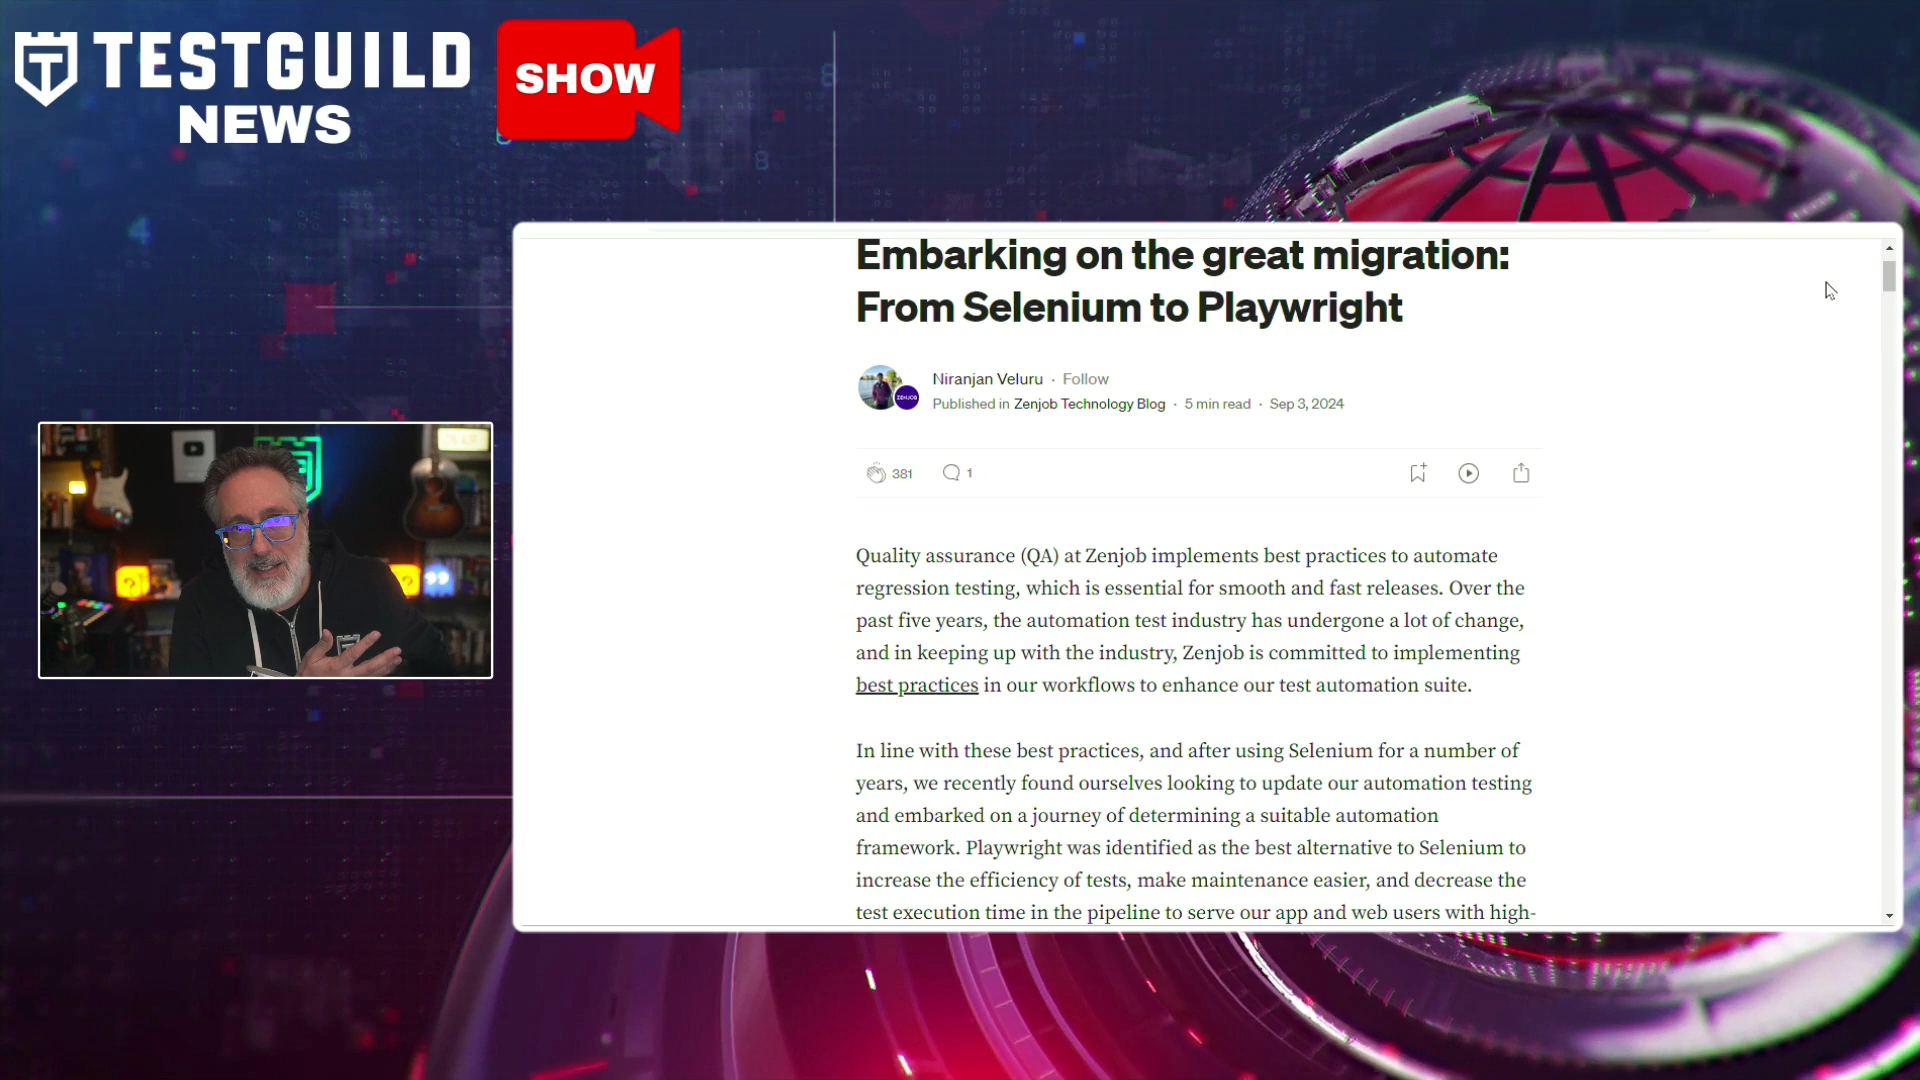 TESTGUILD
NEWS
SHOW
Embarking on the great migration:
From Selenium to Playwright
Niranjan Veluru · Follow
Published in Zenjob Technology Blog · 5 min read · Sep 3, 2024
381 1
Quality assurance (QA) at Zenjob implements best practices to automate
regression testing, which is essential for smooth and fast releases. Over the
past five years, the automation test industry has undergone a lot of change,
and in keeping up with the industry, Zenjob is committed to implementing
best practices in our workflows to enhance our test automation suite.
In line with these best practices, and after using Selenium for a number of
years, we recently found ourselves looking to update our automation testing
and embarked on a journey of determining a suitable automation
framework. Playwright was identified as the best alternative to Selenium to
increase the efficiency of tests, make maintenance easier, and decrease the
test execution time in the pipeline to serve our app and web users with high-